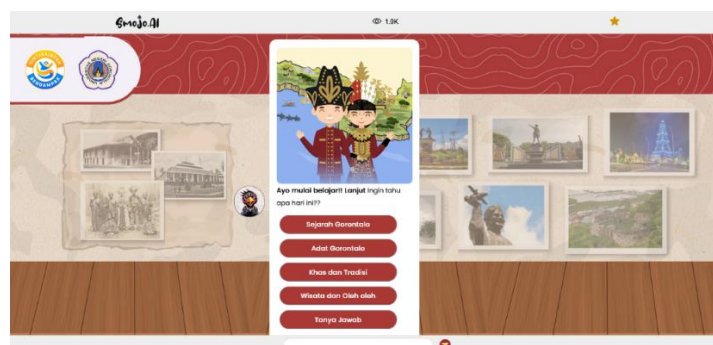 Smojo.AI
1.9K
Ayo mulai belajar!! Lanjut Ingin tahu
apa hari ini??
Sejarah Gorontalo
Adat Gorontalo
Khas dan Tradisi
Wisata dan Oleh oleh
Tanya Jawab